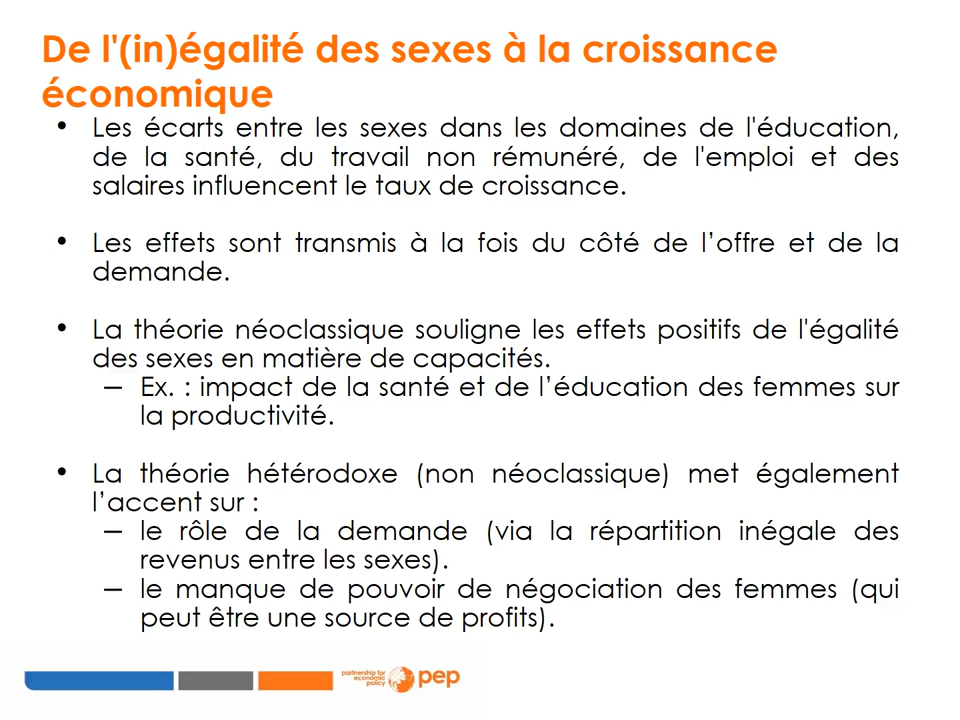 De l'(in)égalité des sexes à la croissance
économique
• Les écarts entre les sexes dans les domaines de l'éducation,
de la santé, du travail non rémunéré, de l'emploi et des
salaires influencent le taux de croissance.
• Les effets sont transmis à la fois du côté de l’offre et de la
demande.
• La théorie néoclassique souligne les effets positifs de l'égalité
des sexes en matière de capacités.
– Ex. : impact de la santé et de l’éducation des femmes sur
la productivité.
• La théorie hétérodoxe (non néoclassique) met également
l’accent sur :
– le rôle de la demande (via la répartition inégale des
revenus entre les sexes).
– le manque de pouvoir de négociation des femmes (qui
peut être une source de profits).
partnership for
economic
policy
pep